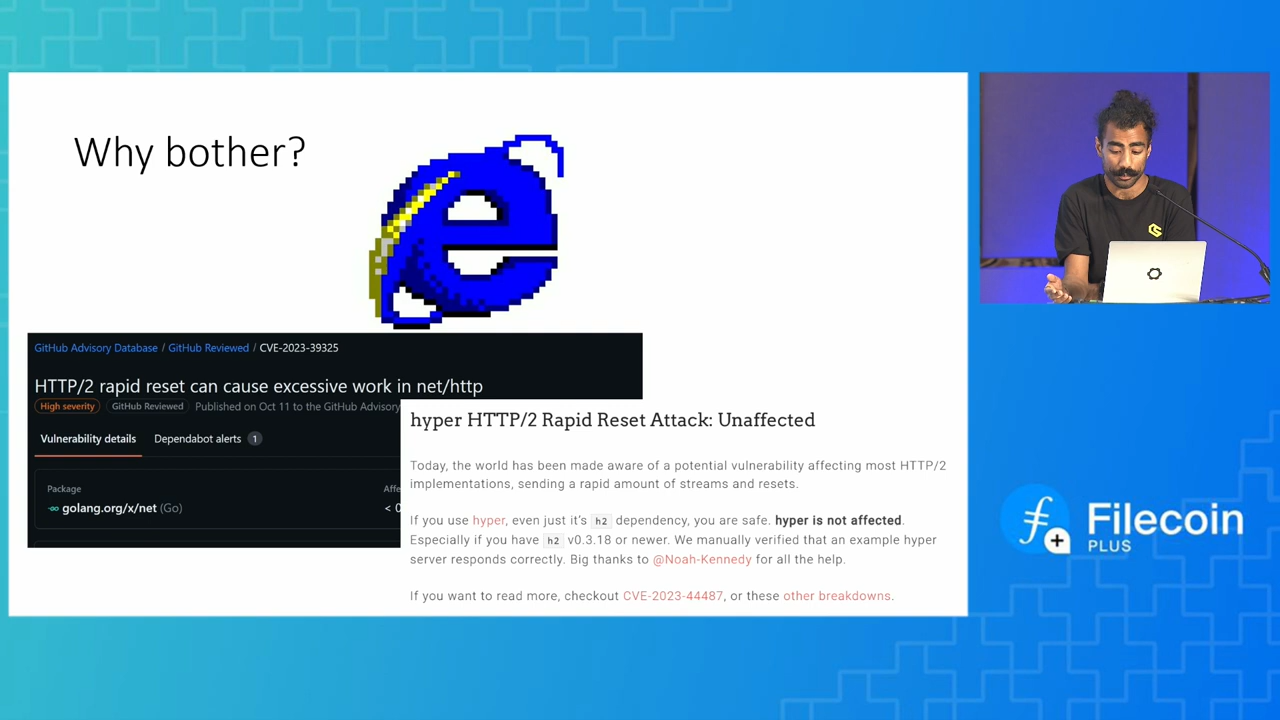 Why bother?
GitHub Advisory Database / GitHub Reviewed / CVE-2023-39325
HTTP/2 rapid reset can cause excessive work in net/http
High severity GitHub Reviewed Published on Oct 11 to the GitHub Advisory
Vulnerability details Dependabot alerts 1
Package
golang.org/x/net (Go)
< 0
hyper HTTP/2 Rapid Reset Attack: Unaffected
Today, the world has been made aware of a potential vulnerability affecting most HTTP/2
implementations, sending a rapid amount of streams and resets.
If you use hyper, even just it's h2 dependency, you are safe. hyper is not affected.
Especially if you have h2 v0.3.18 or newer. We manually verified that an example hyper
server responds correctly. Big thanks to @Noah-Kennedy for all the help.
If you want to read more, checkout CVE-2023-44487, or these other breakdowns.
Filecoin
PLUS